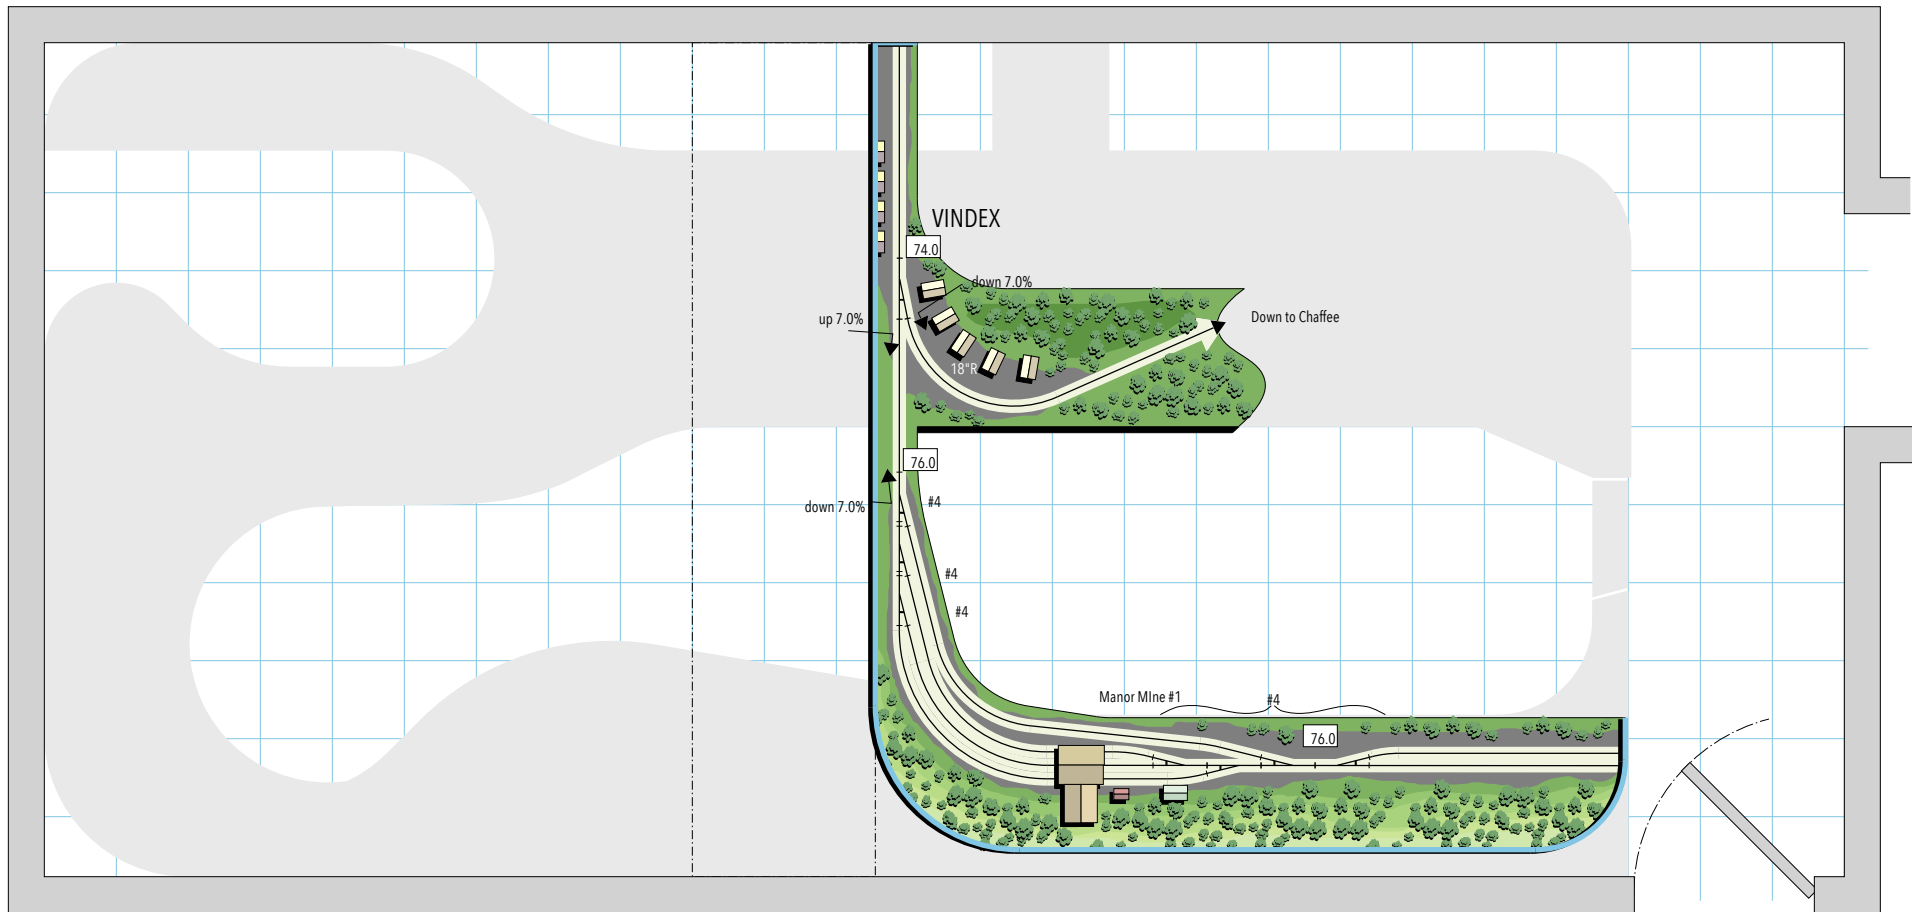 VINDEX
74.0
down 7.0%
up 7.0%
Down to Chaffee
18"R
76.0
#4
down 7.0%
#4
#4
Manor MIne #1
#4
76.0